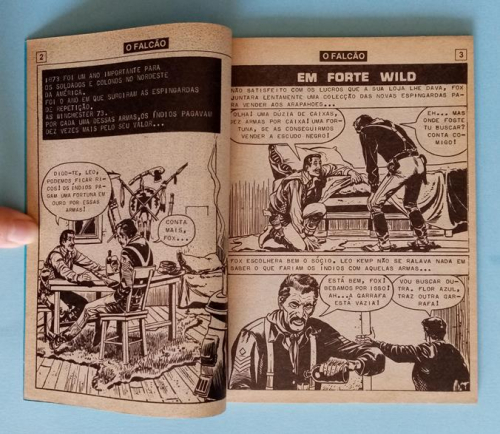 2
O FALCÃO
1873 FOI UM ANO IMPORTANTE PARA
OS SOLDADOS E COLONOS NO NORDESTE
DA AMÉRICA.
FOI O ANO EM QUE SURGIRAM AS ESPINGARDAS
DE REPETIÇÃO,
AS WINCHESTER 73.
POR CADA UMA DESSAS ARMAS, OS ÍNDIOS PAGAVAM
DEZ VEZES MAIS PELO SEU VALOR...
DIGO-TE, LEO,
PODEMOS FICAR RI-
COS! OS ÍNDIOS PAGAM
UMA FORTUNA EM
OURO POR ESSAS
ARMAS!
CONTA
MAIS,
FOX...
O FALCÃO
3
EM FORTE WILD
NÃO SATISFEITO COM OS LUCROS QUE A SUA LOJA LHE DAVA, FOX
JUNTARA LENTAMENTE UMA COLECÇÃO DAS NOVAS ESPINGARDAS PA-
RA VENDER AOS ARAPAHOES...
OLHA! UMA DÚZIA DE CAIXAS,
DEZ ARMAS POR CAIXA! UMA FOR-
TUNA, SE AS CONSEGUIRMOS
VENDER A ESCUDO NEGRO!
EH... MAS
ONDE FOSTE
TU BUSCAR?
CONTA CO-
MIGO!
FOX ESCOLHERA BEM O SÓCIO. LEO KEMP NÃO SE RALAVA NADA EM
SABER O QUE FARIAM OS ÍNDIOS COM AQUELAS ARMAS...
ESTÁ BEM, FOX!
BEBAMOS POR ISSO!
AH... A GARRAFA
ESTÁ VAZIA!
VOU BUSCAR OU-
TRA. FLOR AZUL,
TRAZ OUTRA GAR-
RAFA!